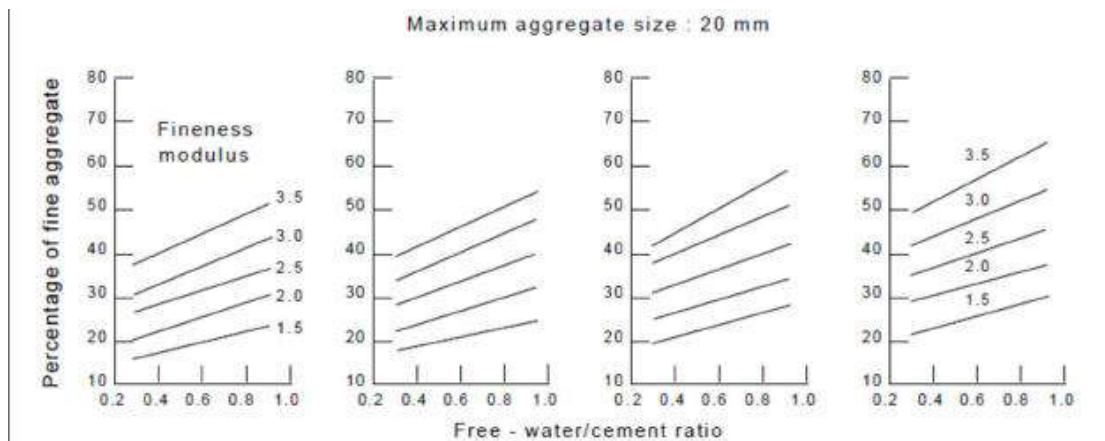 Maximum aggregate size : 20 mm
Percentage of fine aggregate
80 80 80 80
70 70 70 70
Fineness
modulus
60 60 60 60
3.5
50 50 50 50
3.5
3.0
40 40 40 40
3.0
2.5
30 30 30 30
2.5
2.0
2.0
1.5
20 20 20 20
1.5
10 10 10 10
0.2 0.4 0.6 0.8 1.0 0.2 0.4 0.6 0.8 1.0 0.2 0.4 0.6 0.8 1.0 0.2 0.4 0.6 0.8 1.0
Free - water/cement ratio